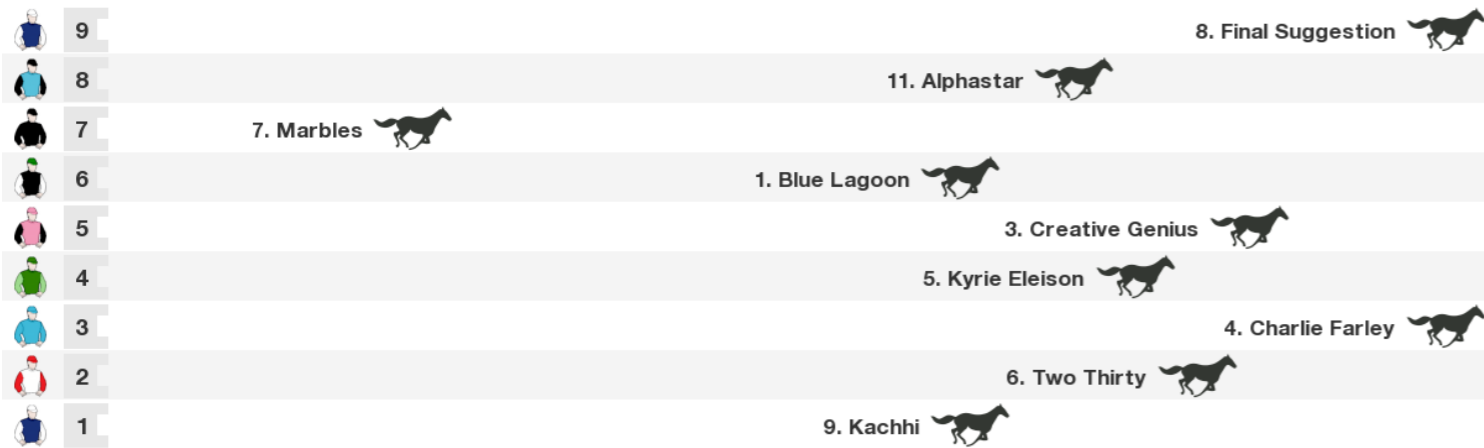 9 8. Final Suggestion
8 11. Alphastar
7 7. Marbles
6 1. Blue Lagoon
5 3. Creative Genius
4 5. Kyrie Eleison
3 4. Charlie Farley
2 6. Two Thirty
1 9. Kachhi